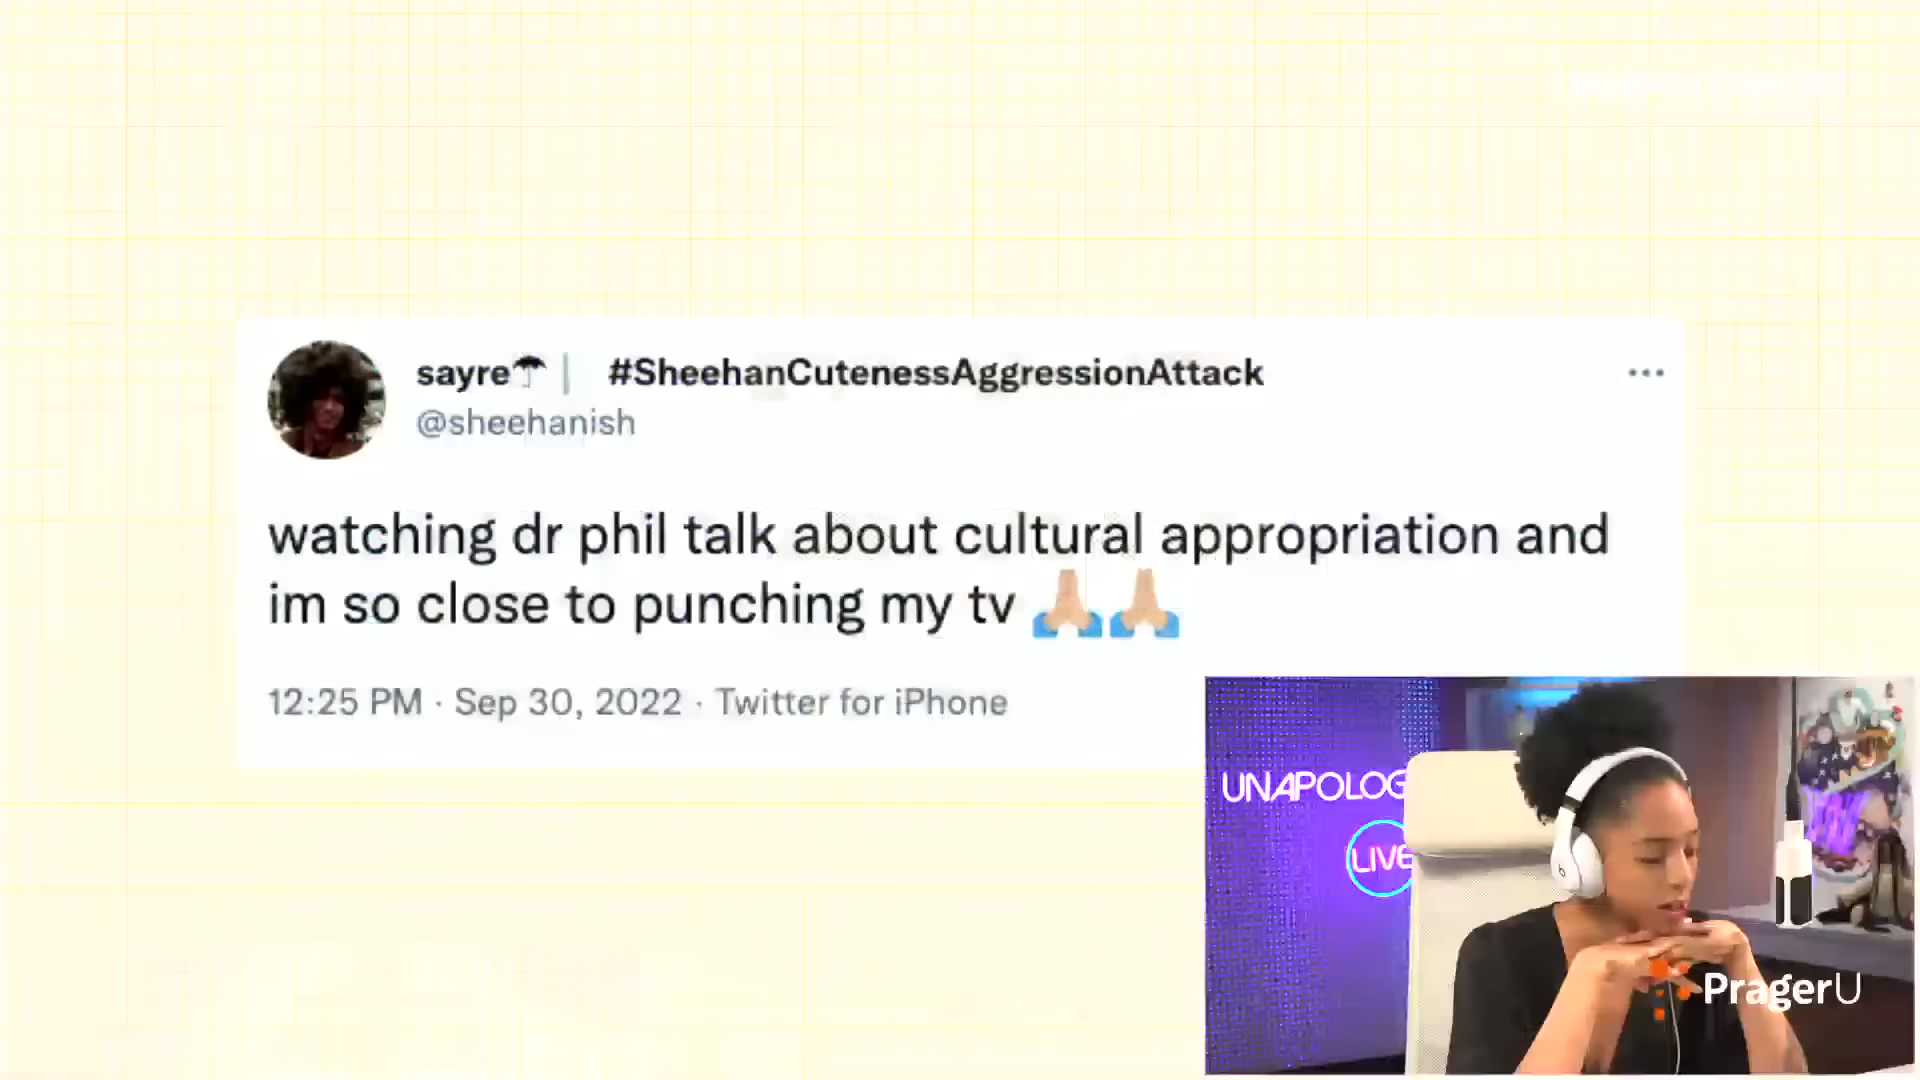 sayre☂| #SheehanCutenessAggressionAttack
@sheehanish
watching dr phil talk about cultural appropriation and
im so close to punching my tv 🙏🏼🙏🏼
12:25 PM · Sep 30, 2022 · Twitter for iPhone
UNAPOLOG
LIVE
PragerU